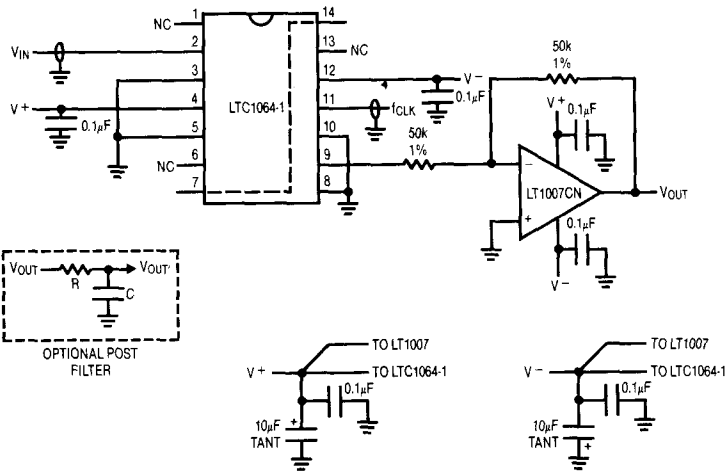 NC 1
14
VIN 2
13 NC
3
12 V−
V+ 4
0.1µF
LTC1064-1
11 fCLK
0.1µF
5
10
NC 6
9
7
8
50k
1%
50k
1%
V+
0.1µF
−
LT1007CN
+
VOUT
0.1µF
V−
VOUT R VOUT'
C
OPTIONAL POST
FILTER
TO LT1007
V+ TO LTC1064-1
0.1µF
10µF +
TANT
TO LT1007
V− TO LTC1064-1
0.1µF
10µF
TANT +